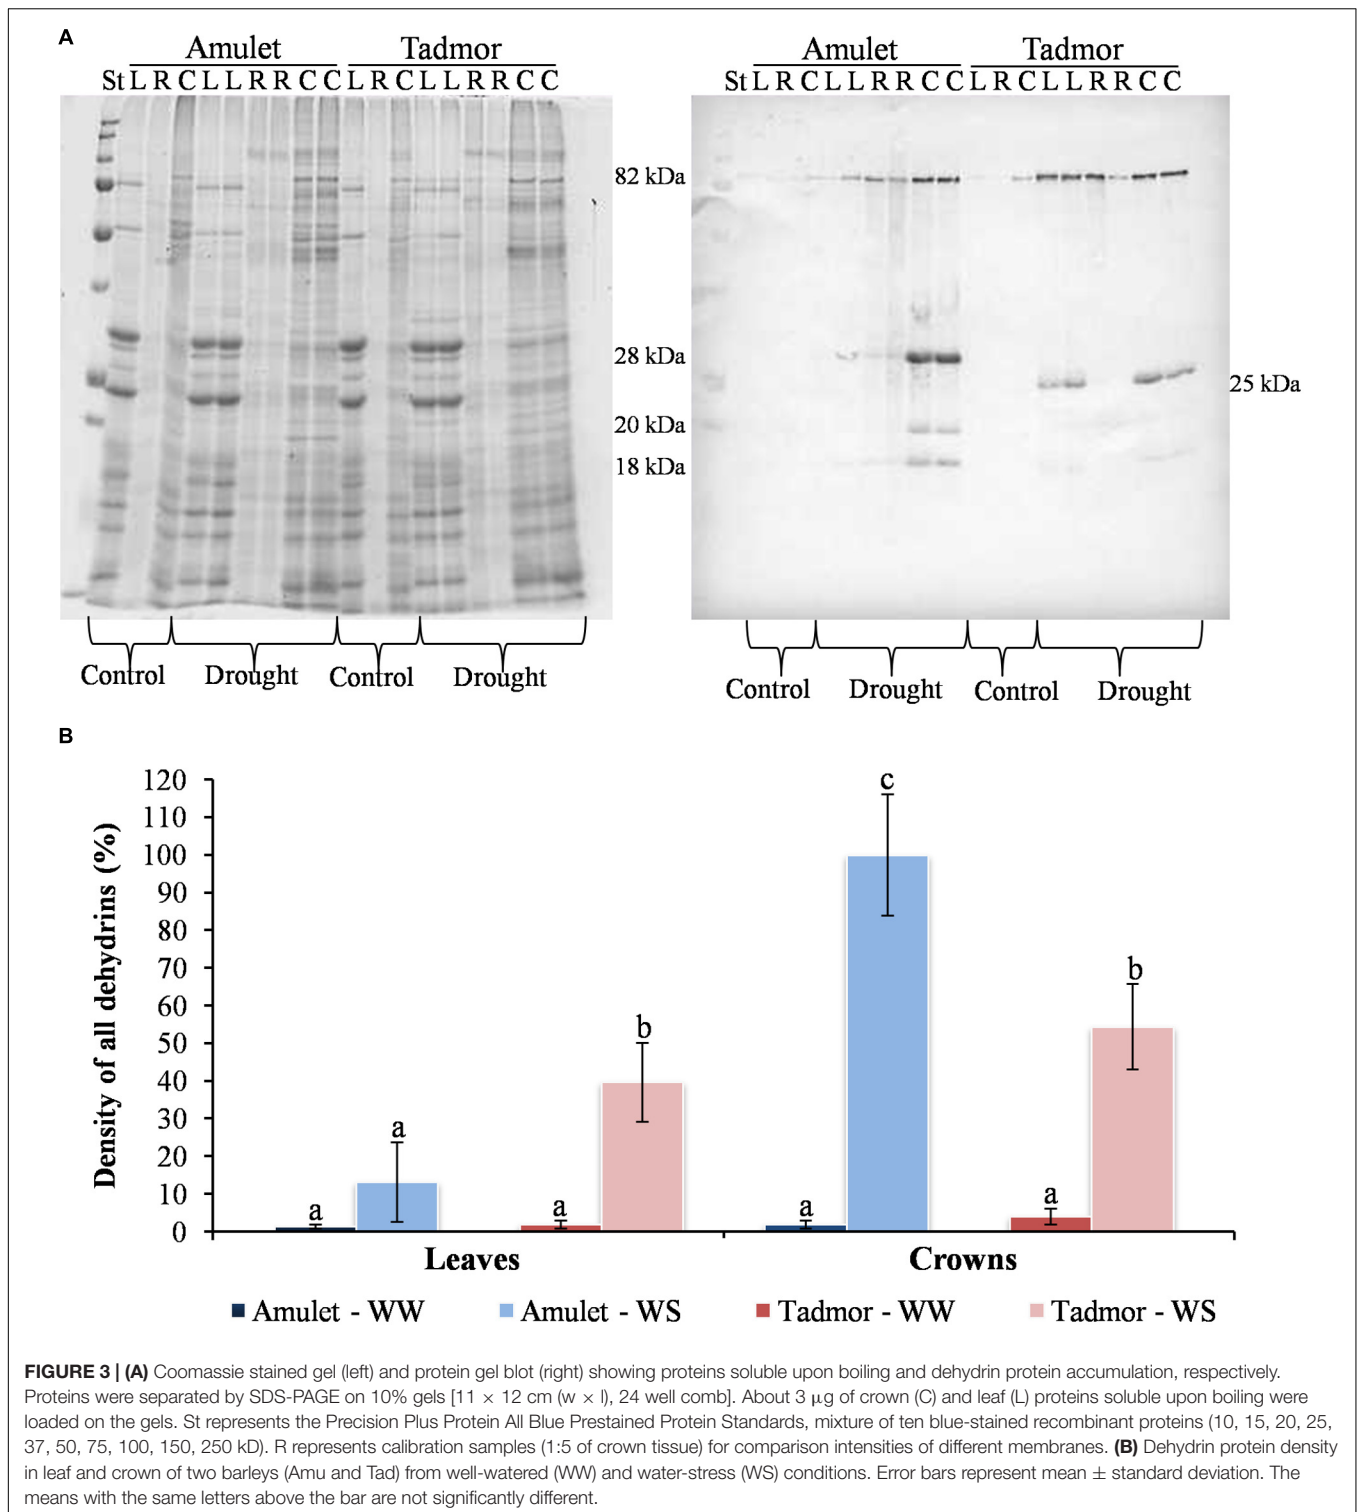 A
Amulet Tadmor
St L R C L L R R C C L R C L L R R C C
Amulet Tadmor
St L R C L L R R C C L R C L L R R C C
82 kDa
28 kDa
25 kDa
20 kDa
18 kDa
Control Drought Control Drought
Control Drought Control Drought
B
Density of all dehydrins (%)
120
110
100
90
80
70
60
50
40
30
20
10
0
a a a b a c a b
Leaves Crowns
Amulet - WW Amulet - WS Tadmor - WW Tadmor - WS
FIGURE 3 | (A) Coomassie stained gel (left) and protein gel blot (right) showing proteins soluble upon boiling and dehydrin protein accumulation, respectively.
Proteins were separated by SDS-PAGE on 10% gels [11 × 12 cm (w × l), 24 well comb]. About 3 μg of crown (C) and leaf (L) proteins soluble upon boiling were
loaded on the gels. St represents the Precision Plus Protein All Blue Prestained Protein Standards, mixture of ten blue-stained recombinant proteins (10, 15, 20, 25,
37, 50, 75, 100, 150, 250 kD). R represents calibration samples (1:5 of crown tissue) for comparison intensities of different membranes. (B) Dehydrin protein density
in leaf and crown of two barleys (Amu and Tad) from well-watered (WW) and water-stress (WS) conditions. Error bars represent mean ± standard deviation. The
means with the same letters above the bar are not significantly different.